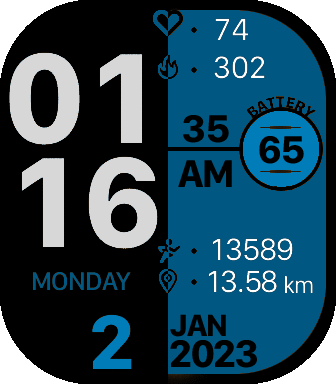 01
16
MONDAY
2
· 74
· 302
35
AM
BATTERY
65
· 13589
· 13.58 km
JAN
2023